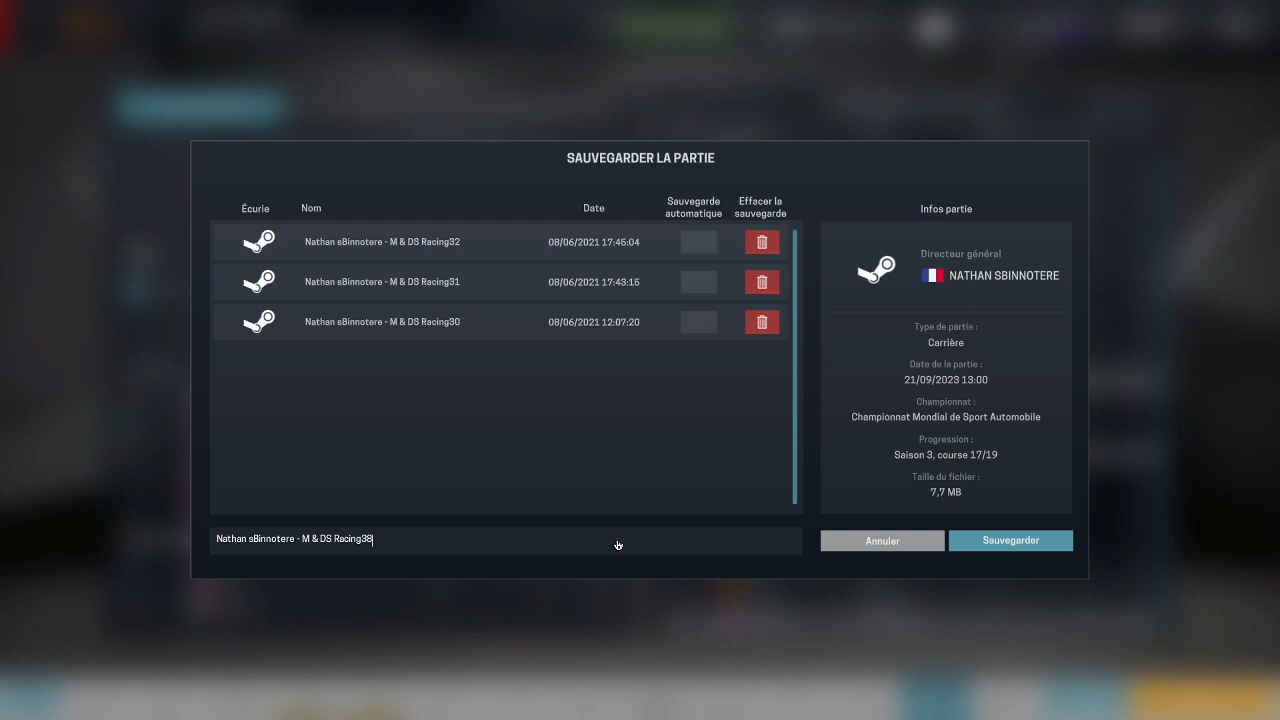 SAUVEGARDER LA PARTIE
Écurie
Nom
Date
Sauvegarde
automatique
Effacer la
sauvegarde
Nathan sBinnotere - M & DS Racing32
08/06/2021 17:45:04
Nathan sBinnotere - M & DS Racing31
08/06/2021 17:43:15
Nathan sBinnotere - M & DS Racing30
08/06/2021 12:07:20
Nathan sBinnotere - M & DS Racing38
Infos partie
Directeur général
NATHAN SBINNOTERE
Type de partie :
Carrière
Date de la partie :
21/09/2023 13:00
Championnat :
Championnat Mondial de Sport Automobile
Progression :
Saison 3, course 17/19
Taille du fichier :
7,7 MB
Annuler
Sauvegarder